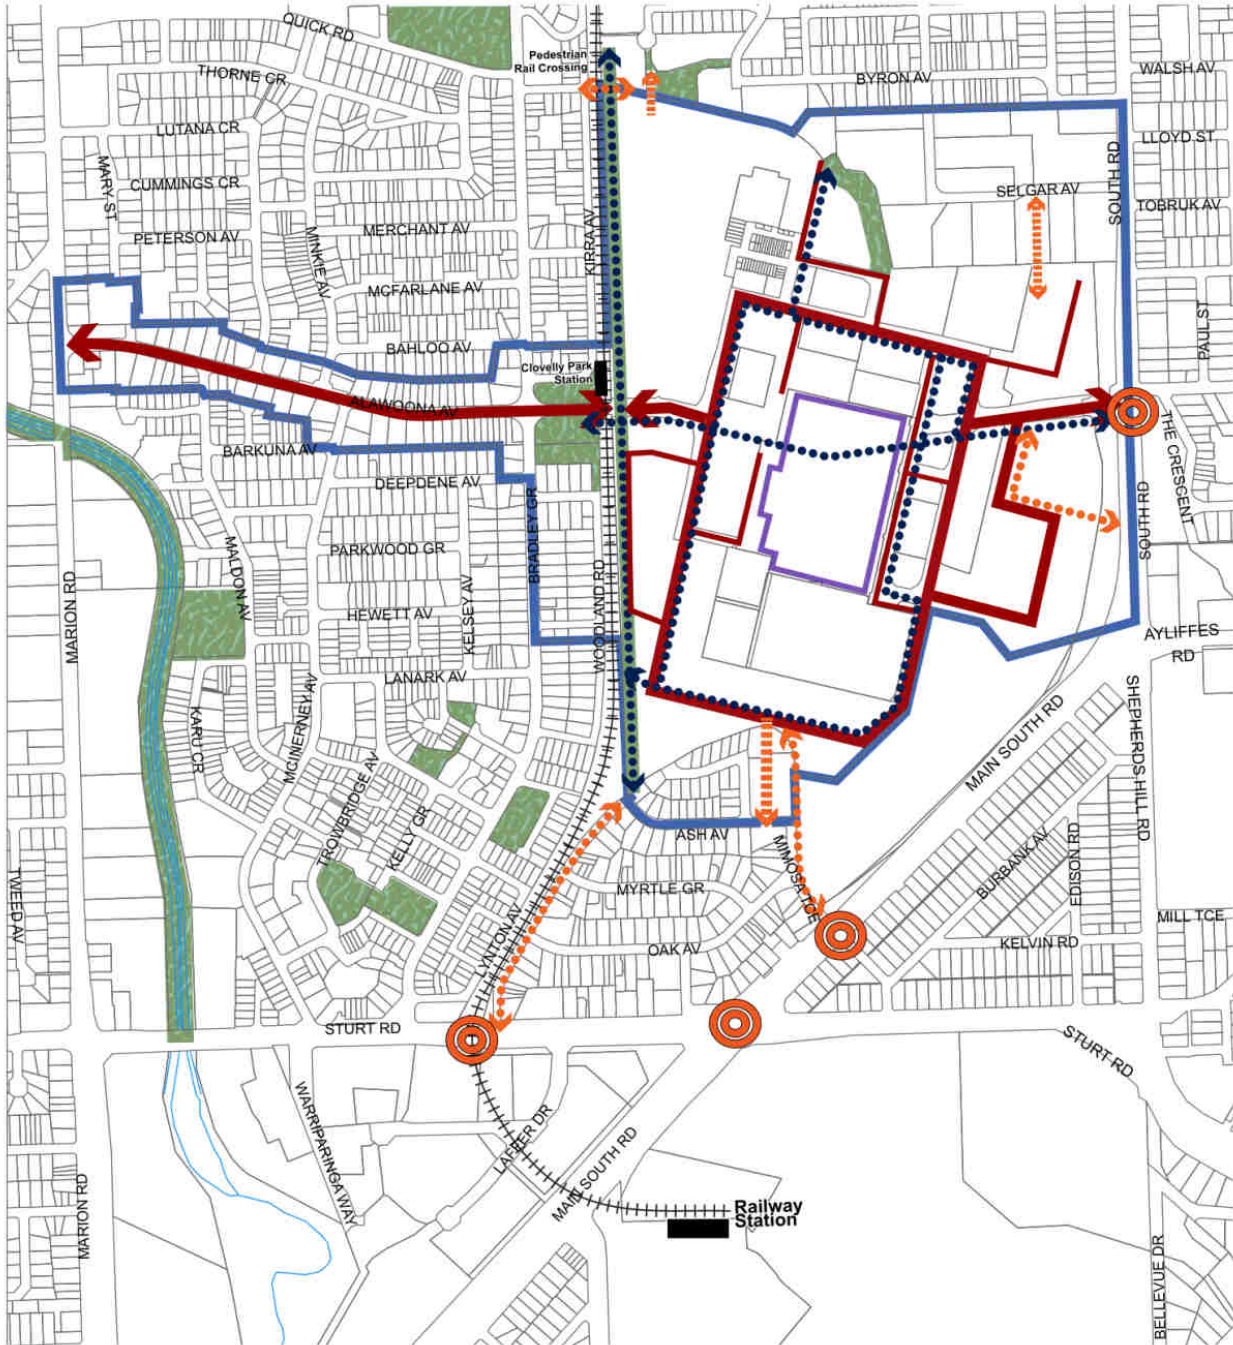 QUICK RD
Pedestrian
Rail Crossing
THORNE CR
BYRON AV
WALSH AV
LUTANA CR
LLOYD ST
MARY ST
CUMMINGS CR
SOUTH RD
SELGAR AV
TOBRUK AV
PETERSON AV
MINKIE AV
MERCHANT AV
KIRRA AV
MCFARLANE AV
PAUL ST
BAHLOO AV
Clovelly Park
Station
ALAWOONA AV
THE CRESCENT
BARKUNA AV
DEEPDENE AV
BRADLEY GR
SOUTH RD
PARKWOOD GR
MALDON AV
MARION RD
HEWETT AV
KELSEY AV
WOODLAND RD
AYLIFFES
RD
LANARK AV
KARU CR
MCINERNEY AV
MAIN SOUTH RD
SHEPHERDS HILL RD
TROWBRIDGE AV
KELLY GR
ASH AV
MIMOSA TCE
BURBANK AV
EDISON RD
TWEED AV
MYRTLE GR
MILL TCE
LYNTON AV
OAK AV
KELVIN RD
STURT RD
STURT RD
WARRIPARINGA WAY
LAFFER DR
MAIN SOUTH RD
MARION RD
Railway
Station
BELLEVUE DR